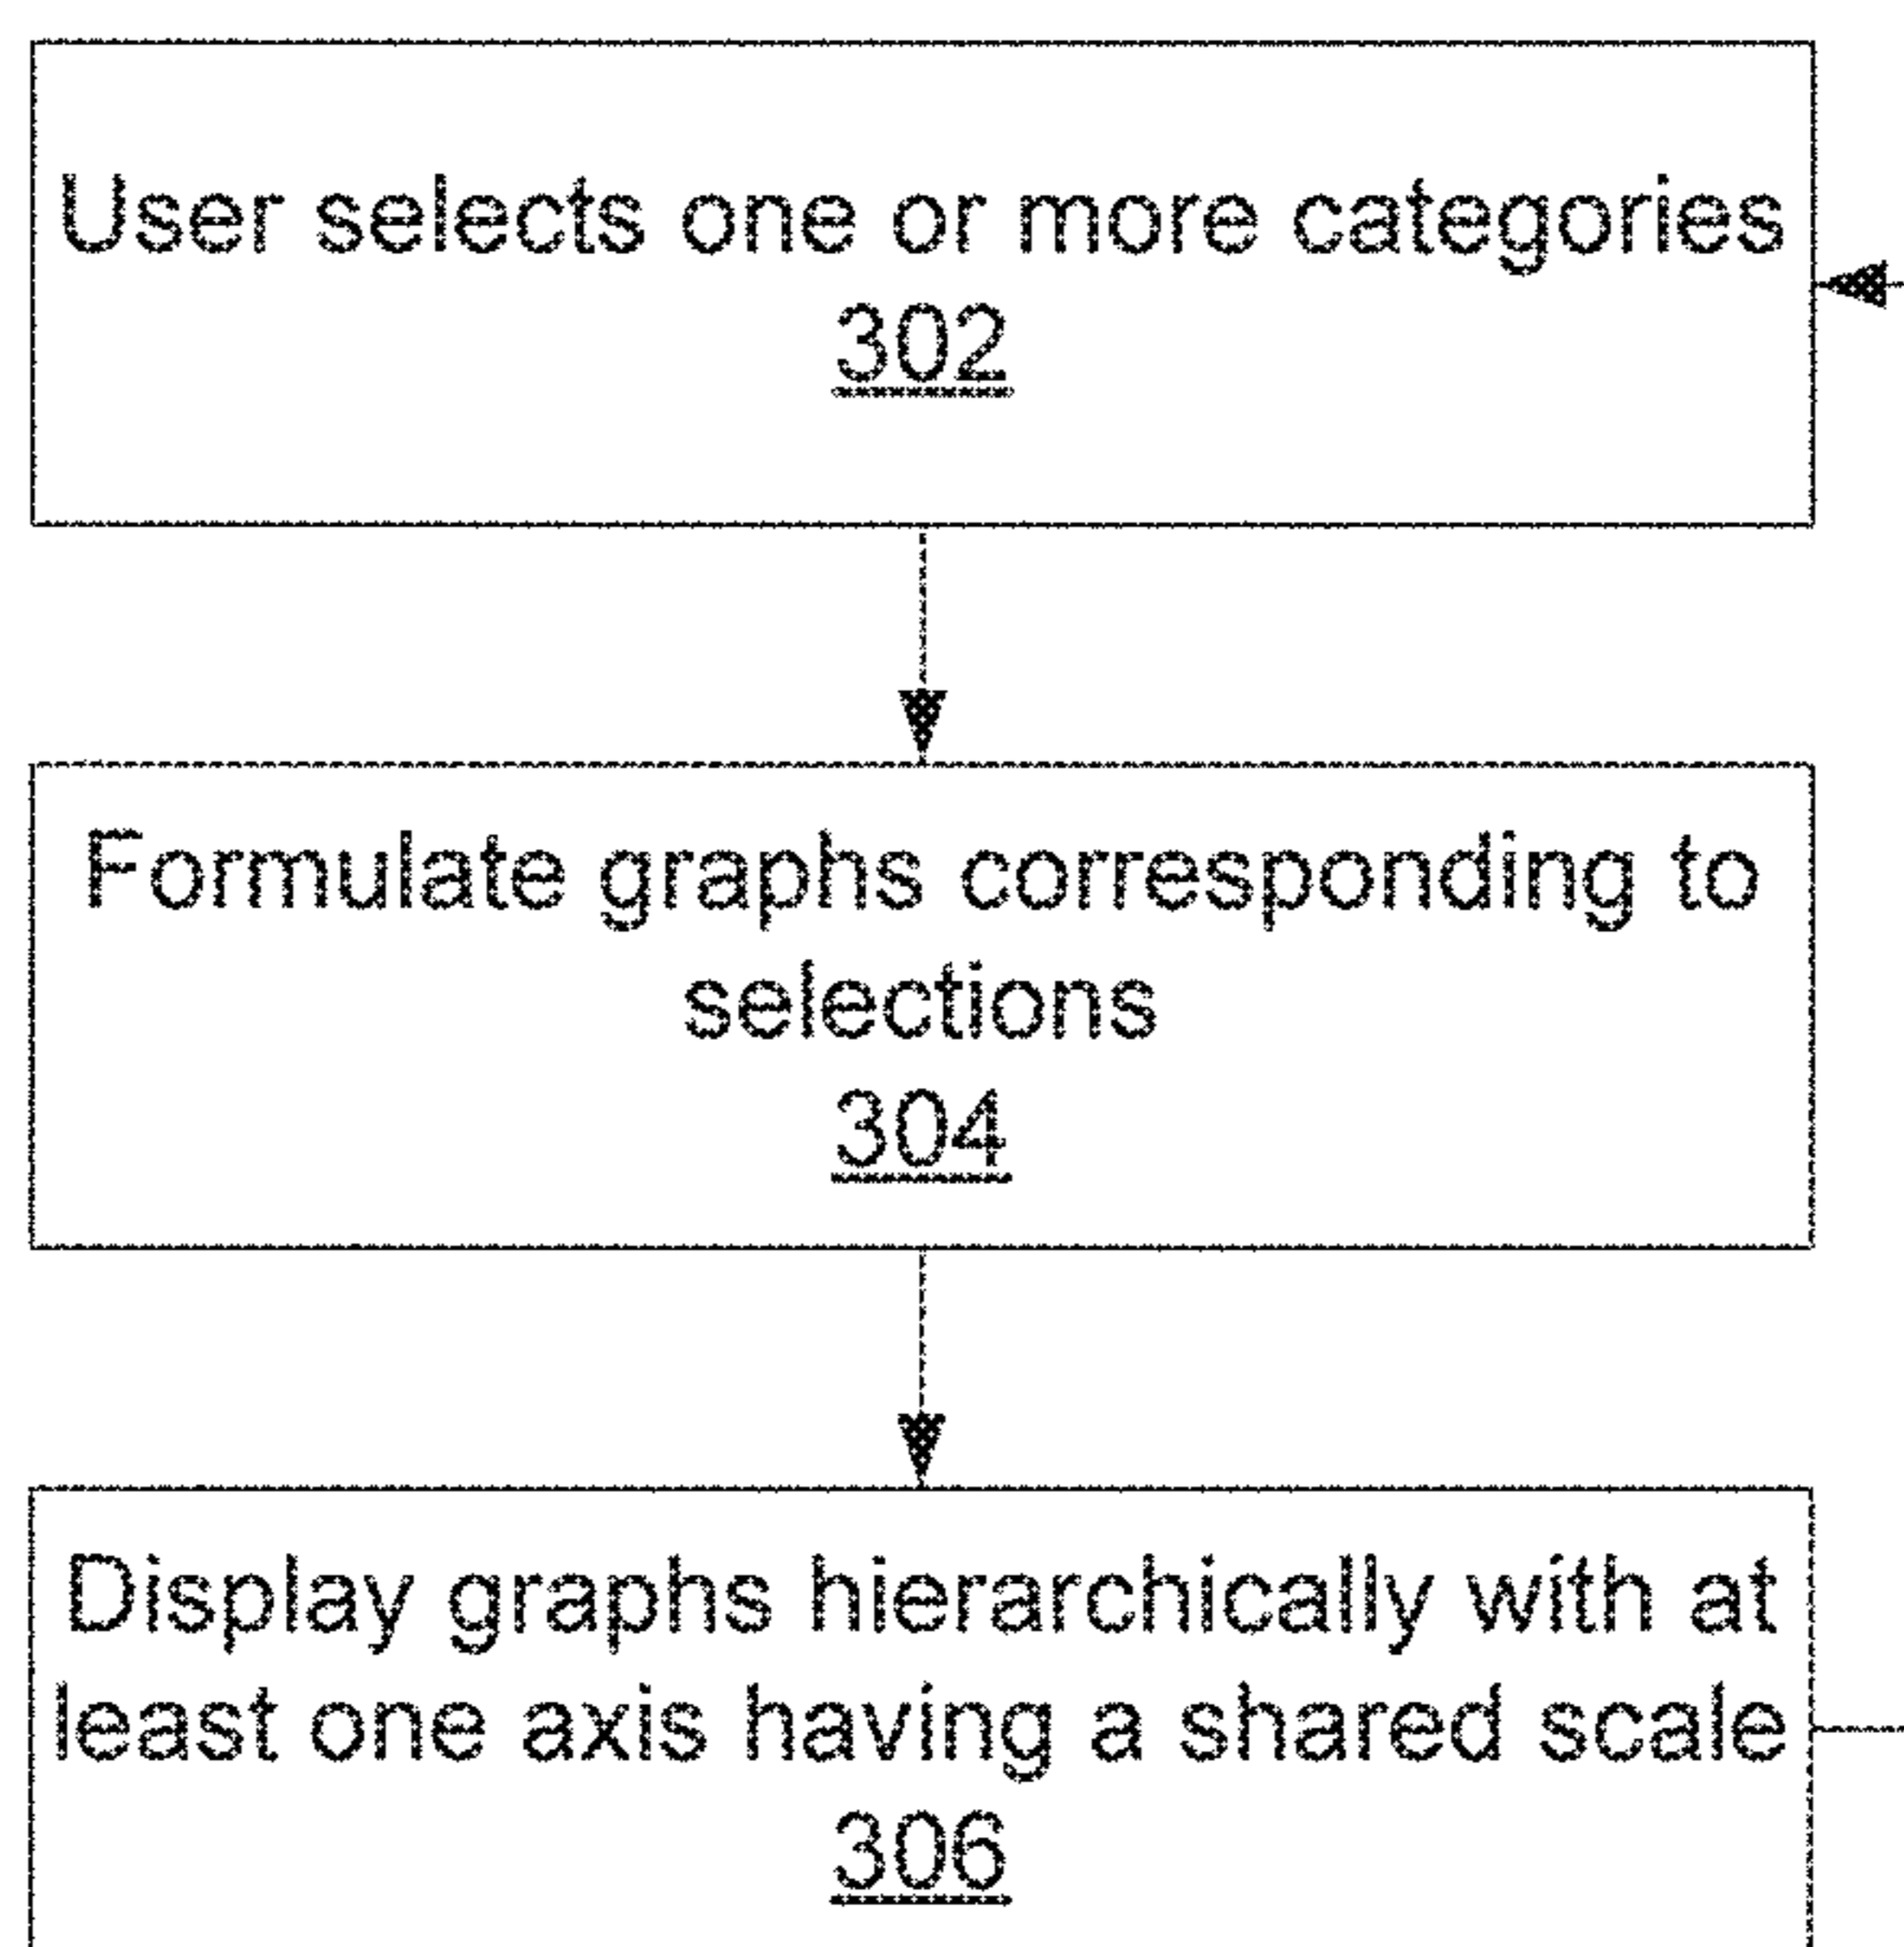 User selects one or more categories
302
Formulate graphs corresponding to
selections
304
Display graphs hierarchically with at
least one axis having a shared scale
306